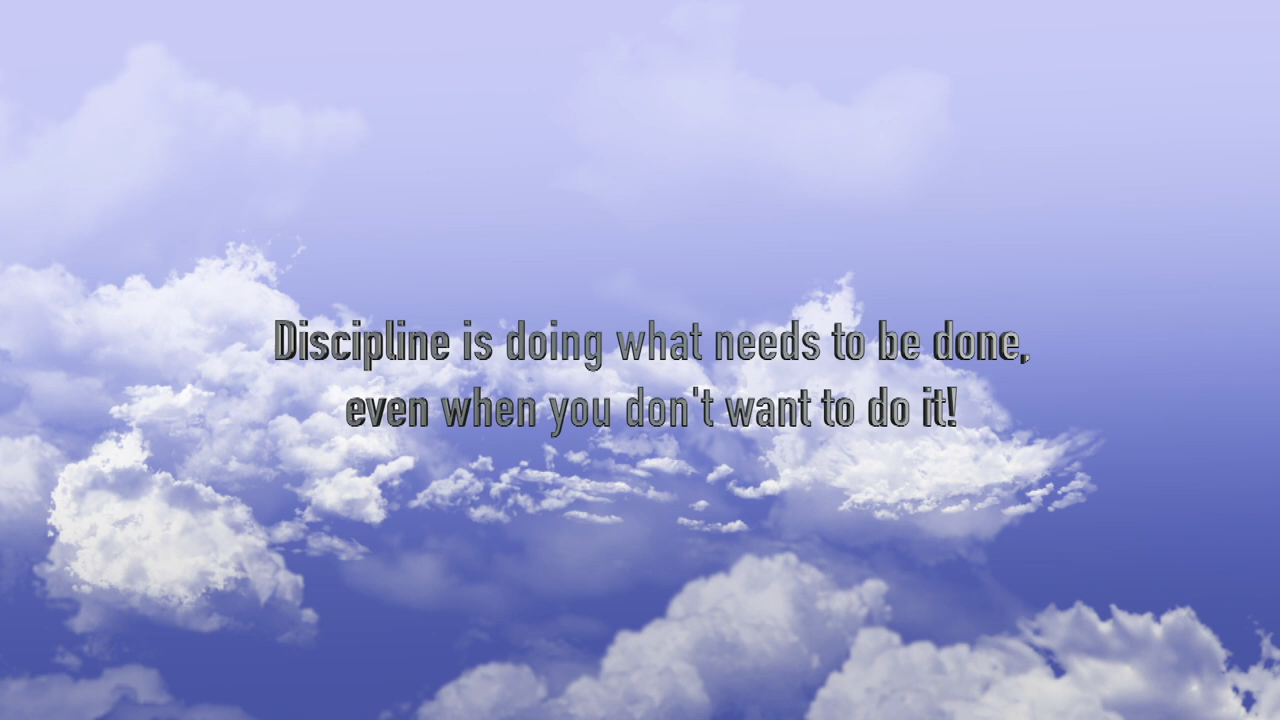 Discipline is doing what needs to be done,
even when you don't want to do it!